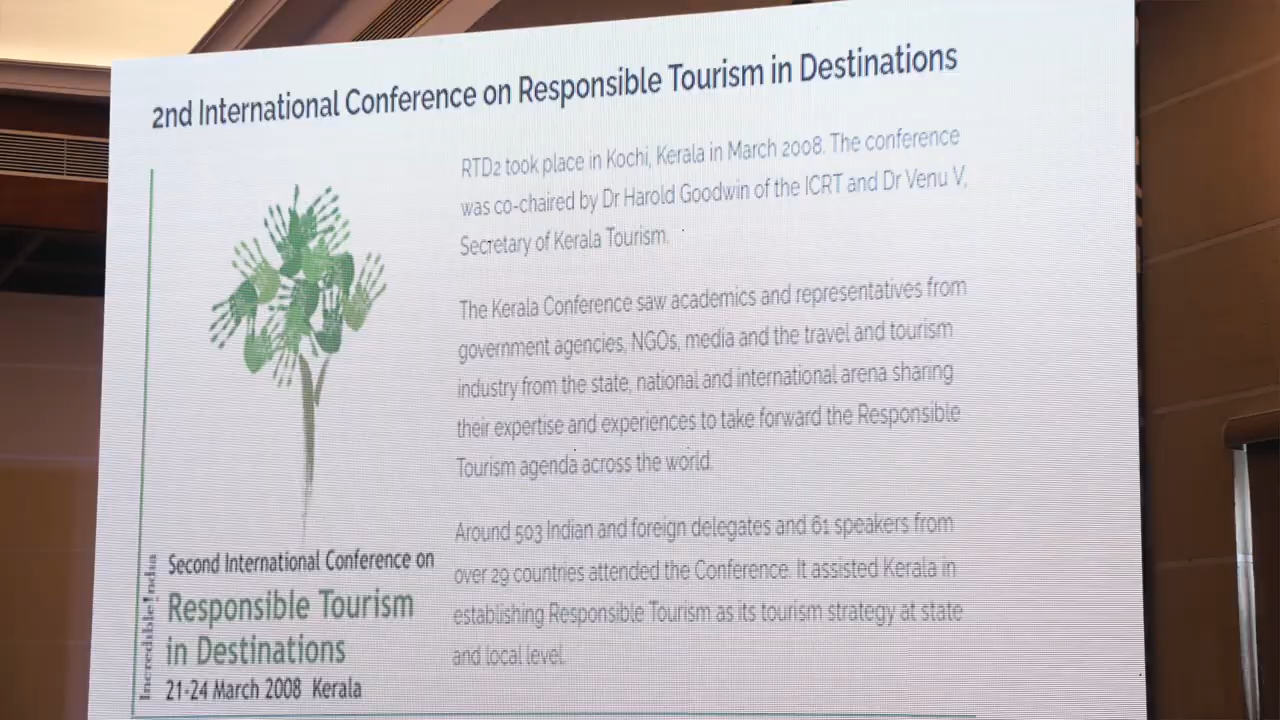 2nd International Conference on Responsible Tourism in Destinations
RTD2 took place in Kochi, Kerala in March 2008. The conference
was co-chaired by Dr Harold Goodwin of the ICRT and Dr Venu V,
Secretary of Kerala Tourism.
The Kerala Conference saw academics and representatives from
government agencies, NGOs, media and the travel and tourism
industry from the state, national and international arena sharing
their expertise and experiences to take forward the Responsible
Tourism agenda across the world.
Around 503 Indian and foreign delegates and 61 speakers from
over 29 countries attended the Conference. It assisted Kerala in
establishing Responsible Tourism as its tourism strategy at state
and local level.
Incredible!ndia
Second International Conference on
Responsible Tourism
in Destinations
21-24 March 2008 Kerala